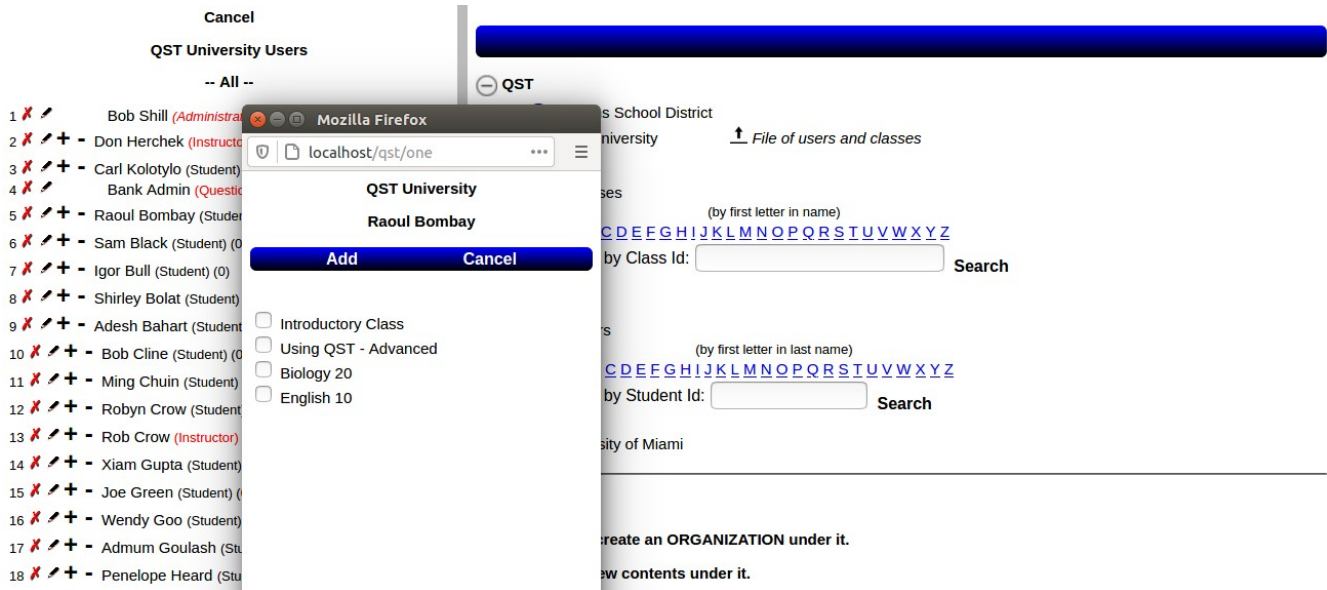 Cancel
QST University Users
-- All --
1 Bob Shill (Administra
2 + - Don Herchek (Instructo
3 + - Carl Kolotylo (Student)
4 Bank Admin (Questio
5 + - Raoul Bombay (Studen
6 + - Sam Black (Student) (0
7 + - Igor Bull (Student) (0)
8 + - Shirley Bolat (Student)
9 + - Adesh Bahart (Student
10 + - Bob Cline (Student) (0
11 + - Ming Chuin (Student)
12 + - Robyn Crow (Student)
13 + - Rob Crow (Instructor)
14 + - Xiam Gupta (Student)
15 + - Joe Green (Student) (
16 + - Wendy Goo (Student)
17 + - Admum Goulash (Stu
18 + - Penelope Heard (Stu
Mozilla Firefox
localhost/qst/one
QST University
Raoul Bombay
Add Cancel
Introductory Class
Using QST - Advanced
Biology 20
English 10
QST
s School District
niversity File of users and classes
ses
(by first letter in name)
C D E F G H I J K L M N O P Q R S T U V W X Y Z
by Class Id: Search
rs
(by first letter in last name)
C D E F G H I J K L M N O P Q R S T U V W X Y Z
by Student Id: Search
sity of Miami
create an ORGANIZATION under it.
ew contents under it.